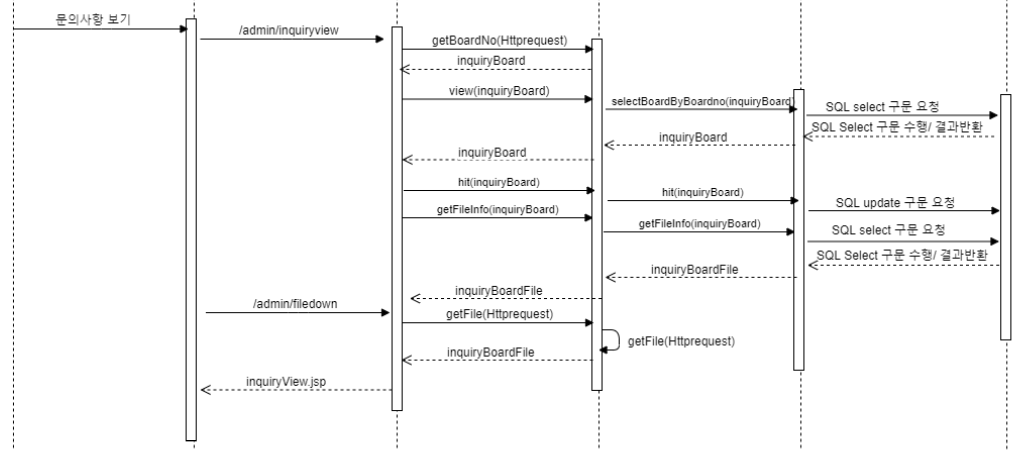 문의사항 보기
/admin/inquiryview
getBoardNo(Httprequest)
inquiryBoard
view(inquiryBoard)
selectBoardByBoardno(inquiryBoard)
SQL select 구문 요청
SQL Select 구문 수행/ 결과반환
inquiryBoard
inquiryBoard
hit(inquiryBoard)
hit(inquiryBoard)
SQL update 구문 요청
getFileInfo(inquiryBoard)
getFileInfo(inquiryBoard)
SQL select 구문 요청
SQL Select 구문 수행/ 결과반환
inquiryBoardFile
inquiryBoardFile
/admin/filedown
getFile(Httprequest)
getFile(Httprequest)
inquiryBoardFile
inquiryView.jsp